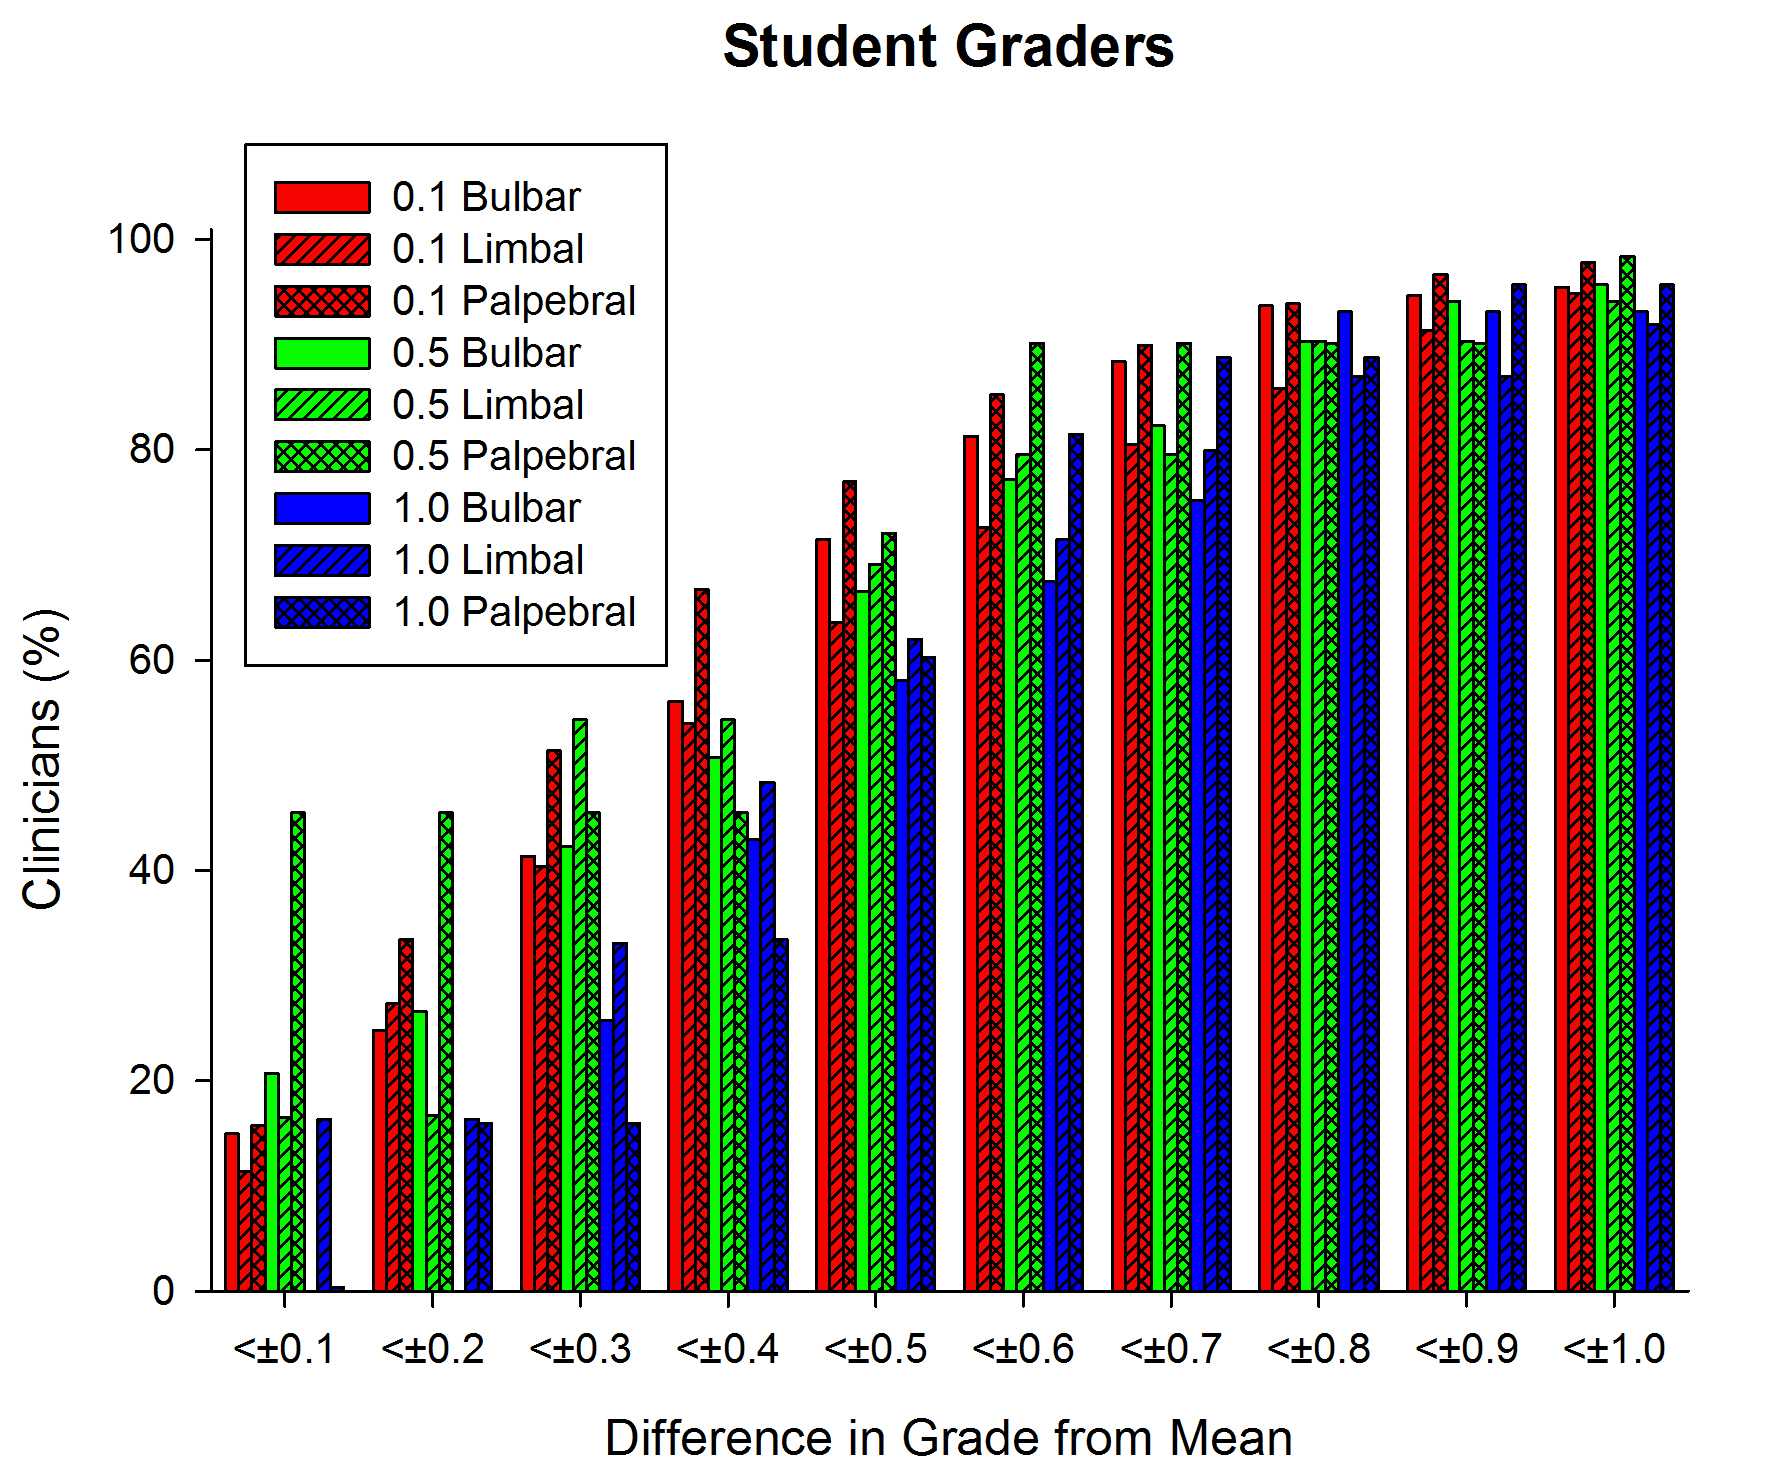 Student Graders
0.1 Bulbar
0.1 Limbal
0.1 Palpebral
0.5 Bulbar
0.5 Limbal
0.5 Palpebral
1.0 Bulbar
1.0 Limbal
1.0 Palpebral
Clinicians (%)
100
80
60
40
20
0
<±0.1 <±0.2 <±0.3 <±0.4 <±0.5 <±0.6 <±0.7 <±0.8 <±0.9 <±1.0
Difference in Grade from Mean